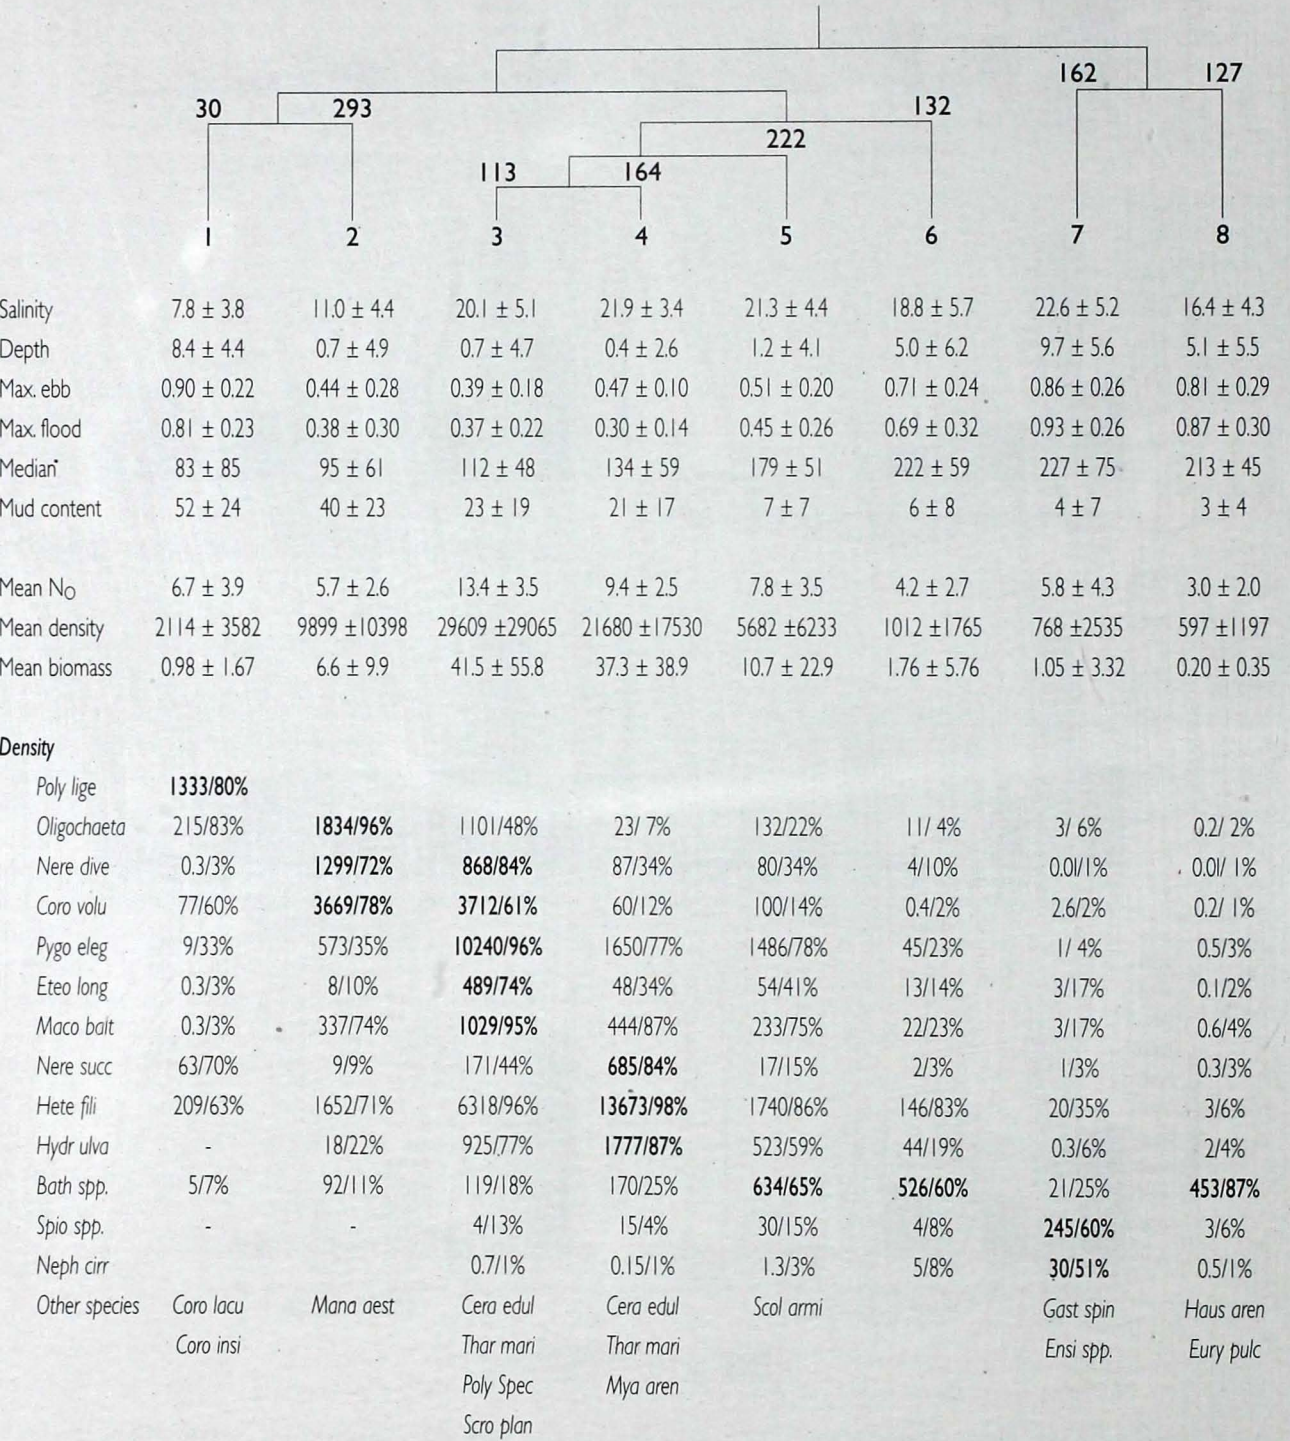 162 127
30 293 132
222
113 164
1 2 3 4 5 6 7 8
Salinity 7.8 ± 3.8 11.0 ± 4.4 20.1 ± 5.1 21.9 ± 3.4 21.3 ± 4.4 18.8 ± 5.7 22.6 ± 5.2 16.4 ± 4.3
Depth 8.4 ± 4.4 0.7 ± 4.9 0.7 ± 4.7 0.4 ± 2.6 1.2 ± 4.1 5.0 ± 6.2 9.7 ± 5.6 5.1 ± 5.5
Max. ebb 0.90 ± 0.22 0.44 ± 0.28 0.39 ± 0.18 0.47 ± 0.10 0.51 ± 0.20 0.71 ± 0.24 0.86 ± 0.26 0.81 ± 0.29
Max. flood 0.81 ± 0.23 0.38 ± 0.30 0.37 ± 0.22 0.30 ± 0.14 0.45 ± 0.26 0.69 ± 0.32 0.93 ± 0.26 0.87 ± 0.30
Median 83 ± 85 95 ± 61 112 ± 48 134 ± 59 179 ± 51 222 ± 59 227 ± 75 213 ± 45
Mud content 52 ± 24 40 ± 23 23 ± 19 21 ± 17 7 ± 7 6 ± 8 4 ± 7 3 ± 4
Mean No 6.7 ± 3.9 5.7 ± 2.6 13.4 ± 3.5 9.4 ± 2.5 7.8 ± 3.5 4.2 ± 2.7 5.8 ± 4.3 3.0 ± 2.0
Mean density 2114 ± 3582 9899 ±10398 29609 ±29065 21680 ±17530 5682 ±6233 1012 ±1765 768 ±2535 597 ±1197
Mean biomass 0.98 ± 1.67 6.6 ± 9.9 41.5 ± 55.8 37.3 ± 38.9 10.7 ± 22.9 1.76 ± 5.76 1.05 ± 3.32 0.20 ± 0.35
Density
Poly lige 1333/80%
Oligochaeta 215/83% 1834/96% 1101/48% 23/ 7% 132/22% 11/ 4% 3/ 6% 0.2/ 2%
Nere dive 0.3/3% 1299/72% 868/84% 87/34% 80/34% 4/10% 0.01/1% 0.01/ 1%
Coro volu 77/60% 3669/78% 3712/61% 60/12% 100/14% 0.4/2% 2.6/2% 0.2/ 1%
Pygo eleg 9/33% 573/35% 10240/96% 1650/77% 1486/78% 45/23% 1/ 4% 0.5/3%
Eteo long 0.3/3% 8/10% 489/74% 48/34% 54/41% 13/14% 3/17% 0.1/2%
Maco balt 0.3/3% 337/74% 1029/95% 444/87% 233/75% 22/23% 3/17% 0.6/4%
Nere succ 63/70% 9/9% 171/44% 685/84% 17/15% 2/3% 1/3% 0.3/3%
Hete fili 209/63% 1652/71% 6318/96% 13673/98% 1740/86% 146/83% 20/35% 3/6%
Hydr ulva - 18/22% 925/77% 1777/87% 523/59% 44/19% 0.3/6% 2/4%
Bath spp. 5/7% 92/11% 119/18% 170/25% 634/65% 526/60% 21/25% 453/87%
Spio spp. - - 4/13% 15/4% 30/15% 4/8% 245/60% 3/6%
Neph cirr 0.7/1% 0.15/1% 1.3/3% 5/8% 30/51% 0.5/1%
Other species Coro lacu Mana aest Cera edul Cera edul Scol armi Gast spin Haus aren
Coro insi Thar mari Thar mari Ensi spp. Eury pulc
Poly Spec Mya aren
Scro plan